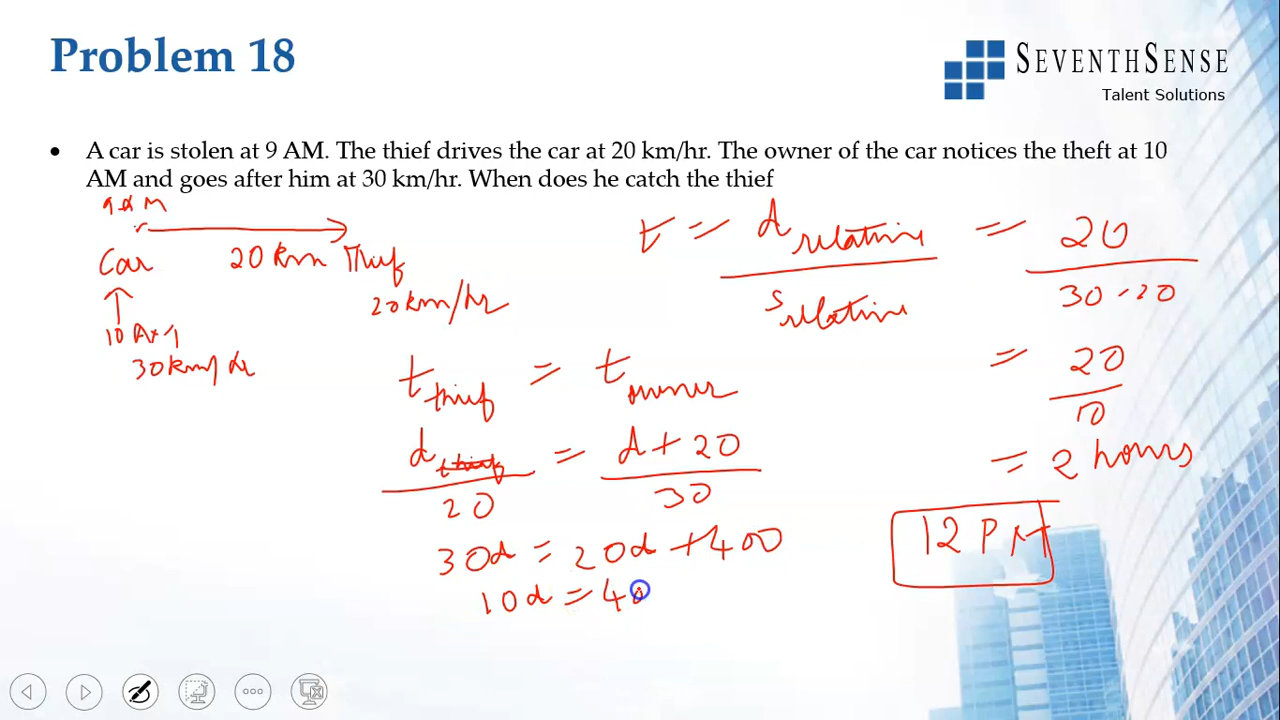 Problem 18
SEVENTHSENSE
Talent Solutions
• A car is stolen at 9 AM. The thief drives the car at 20 km/hr. The owner of the car notices the theft at 10
AM and goes after him at 30 km/hr. When does he catch the thief
9 AM
Car 20 km Thief
20 km/hr
10 AM
30 km/hr
t = d relative / s relative = 20 / 30 - 20
= 20 / 10
= 2 hours
12 PM
t thief = t owner
d / 20 = d + 20 / 30
30d = 20d + 400
10d = 40